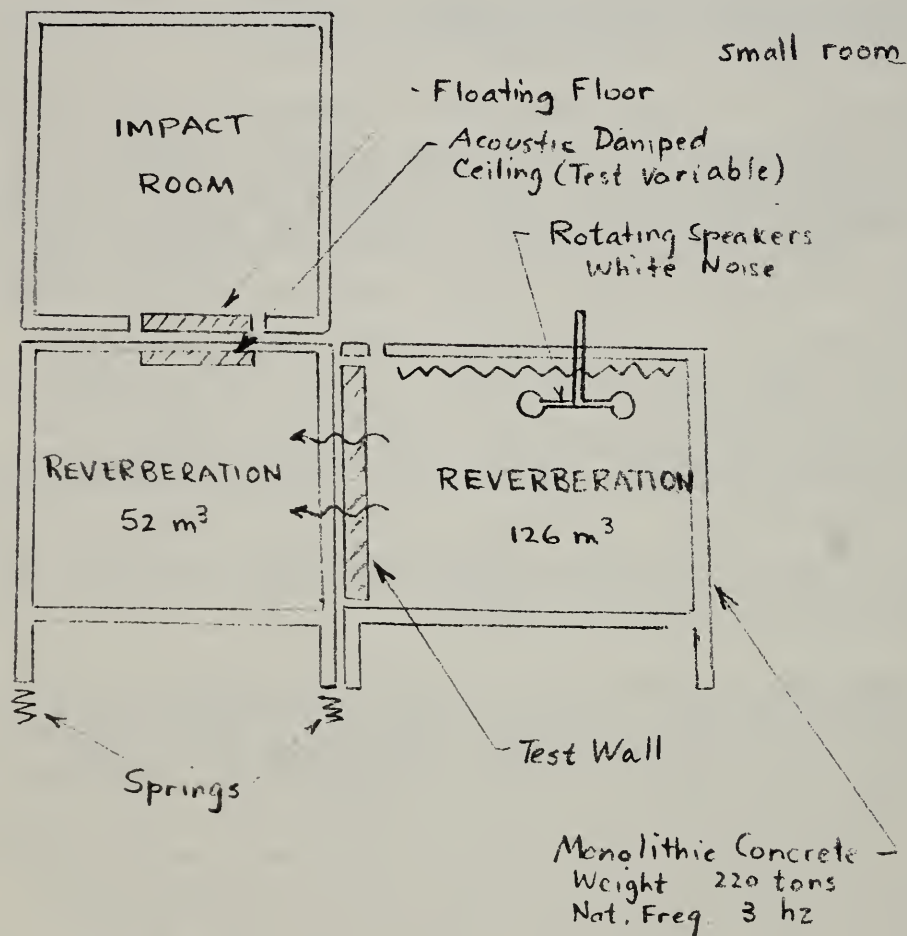 small room
- Floating Floor
IMPACT
ROOM
Acoustic Damped
Ceiling (Test variable)
Rotating Speakers
White Noise
REVERBERATION
52 m³
REVERBERATION
126 m³
Test Wall
Springs
Monolithic Concrete
Weight 220 tons
Nat. Freq. 3 hz